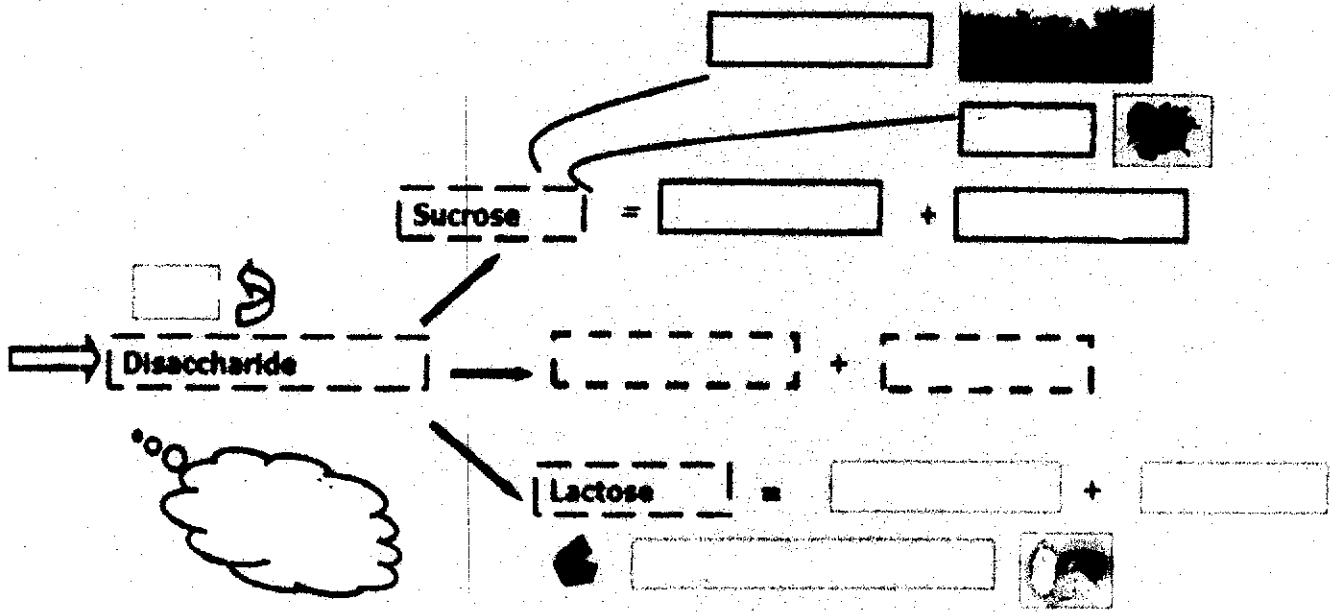 Sucrose = +
Disaccharide
+
Lactose = +